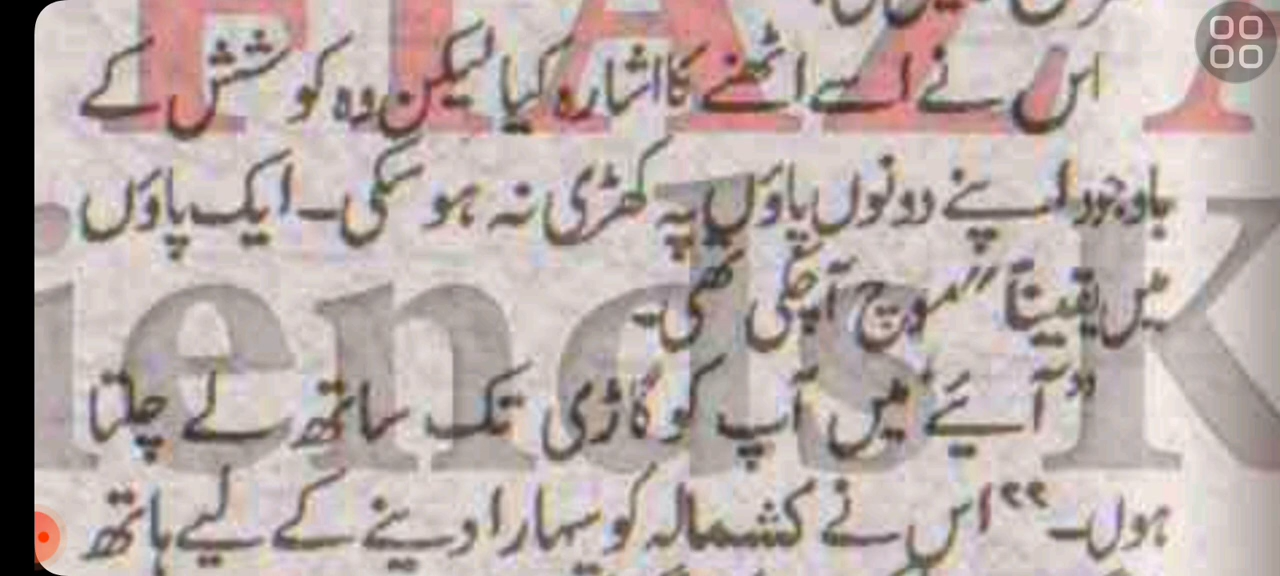 اس نے اسے اٹھنے کا اشارہ کیا لیکن وہ کوشش کے
باوجود اپنے دونوں پاؤں پہ کھڑی نہ ہو سکی۔ ایک پاؤں
میں یقیناً موچ آ چکی تھی۔
”آیئے میں آپ کو گاڑی تک ساتھ لے چلتا
ہوں۔“ اس نے کشمالہ کو سہارا دینے کے لیے ہاتھ